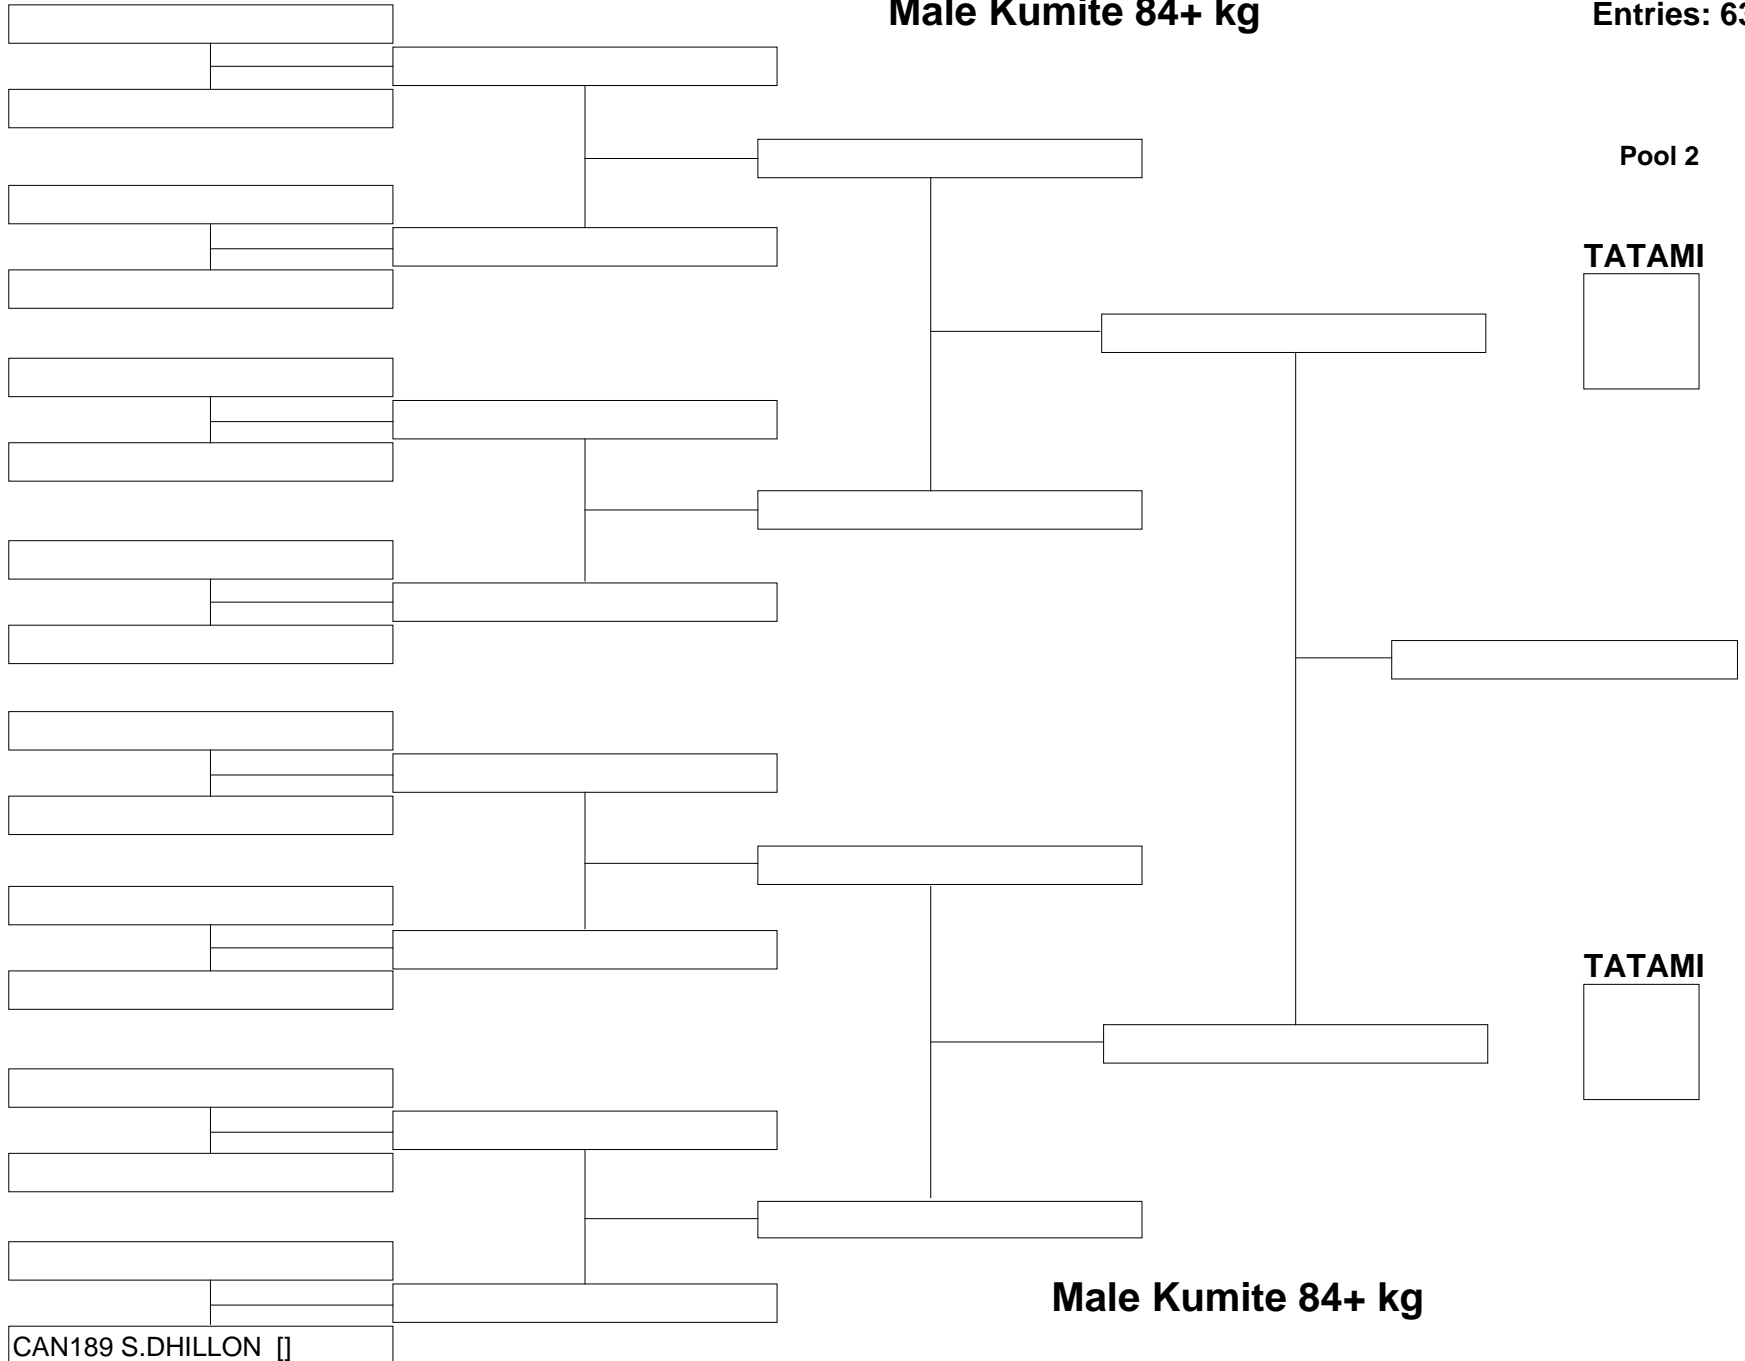 Male Kumite 84+ kg
Entries: 63
Pool 2
TATAMI
TATAMI
Male Kumite 84+ kg
CAN189 S.DHILLON []